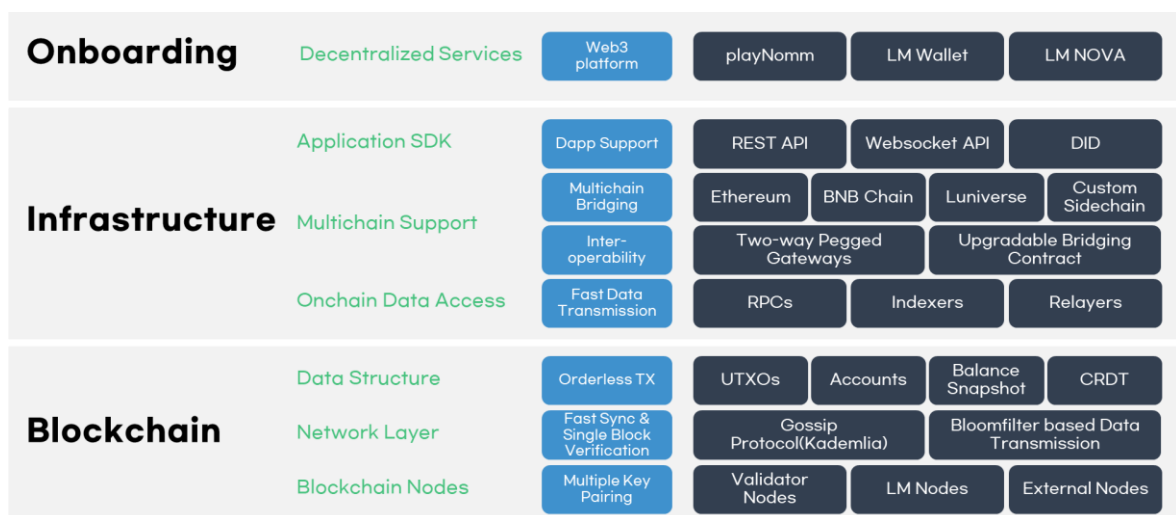 Onboarding
Decentralized Services
Web3
platform
playNomm
LM Wallet
LM NOVA
Infrastructure
Application SDK
Dapp Support
REST API
Websocket API
DID
Multichain Support
Multichain
Bridging
Ethereum
BNB Chain
Luniverse
Custom
Sidechain
Inter-
operability
Two-way Pegged
Gateways
Upgradable Bridging
Contract
Onchain Data Access
Fast Data
Transmission
RPCs
Indexers
Relayers
Blockchain
Data Structure
Orderless TX
UTXOs
Accounts
Balance
Snapshot
CRDT
Network Layer
Fast Sync &
Single Block
Verification
Gossip
Protocol(Kademlia)
Bloomfilter based Data
Transmission
Blockchain Nodes
Multiple Key
Pairing
Validator
Nodes
LM Nodes
External Nodes